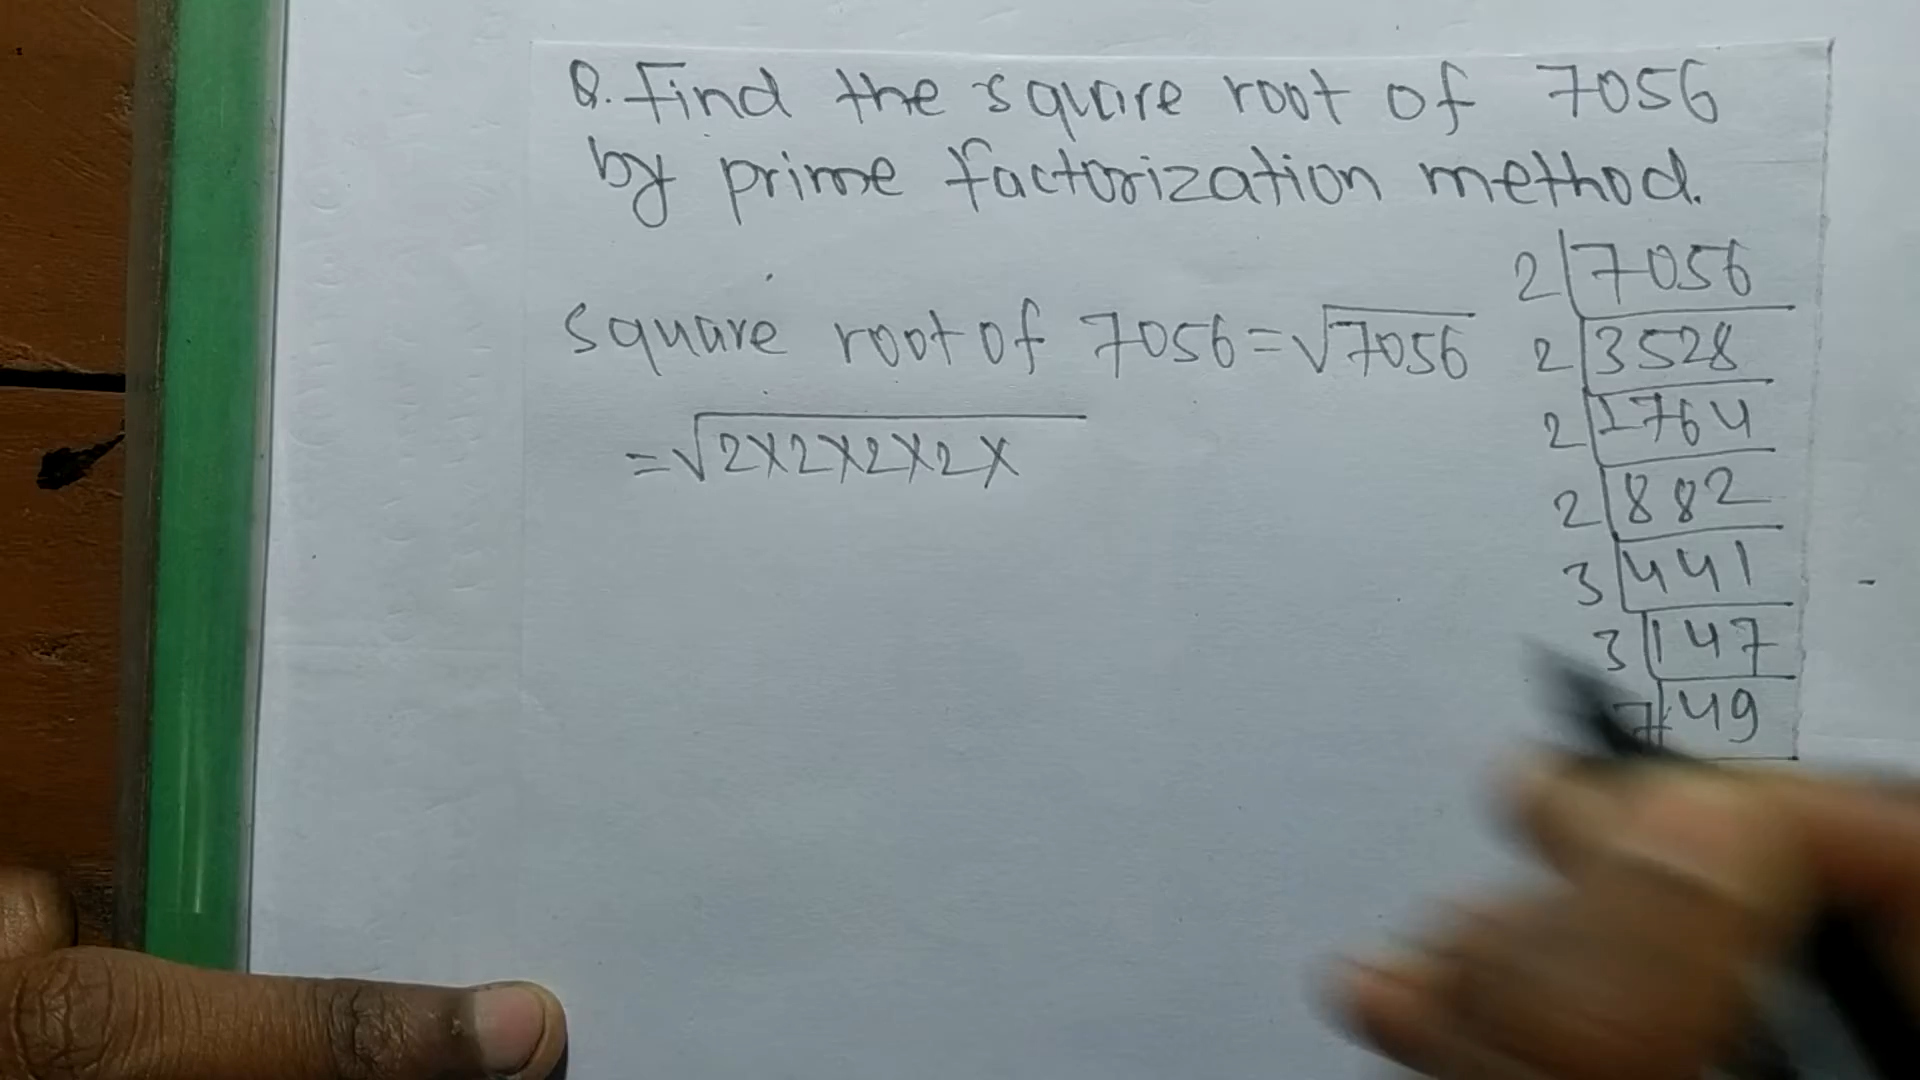 Q. Find the square root of 7056
by prime factorization method.
square root of 7056=√7056
=√2×2×2×2×
2|7056
2|3528
2|1764
2|882
3|441
3|147
7|49